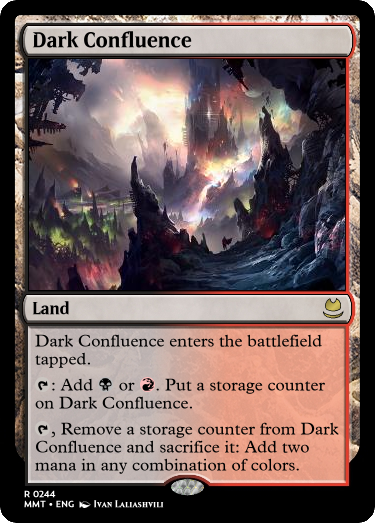 Dark Confluence
Land
Dark Confluence enters the battlefield
tapped.
: Add or . Put a storage counter
on Dark Confluence.
, Remove a storage counter from Dark
Confluence and sacrifice it: Add two
mana in any combination of colors.
R 0244
MMT • ENG Ivan Laliashvili